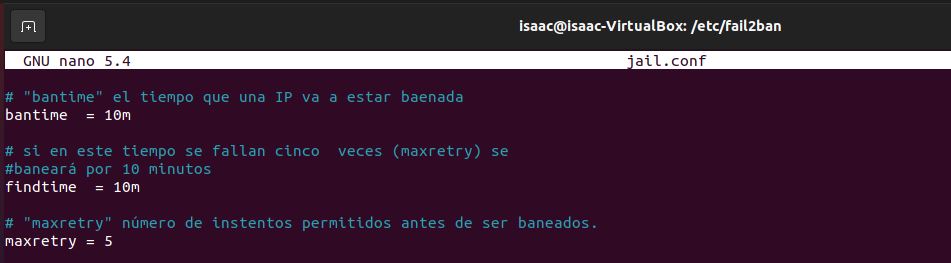 isaac@isaac-VirtualBox: /etc/fail2ban
GNU nano 5.4 jail.conf
# "bantime" el tiempo que una IP va a estar baenada
bantime  = 10m
# si en este tiempo se fallan cinco  veces (maxretry) se
#baneará por 10 minutos
findtime  = 10m
# "maxretry" número de instentos permitidos antes de ser baneados.
maxretry = 5